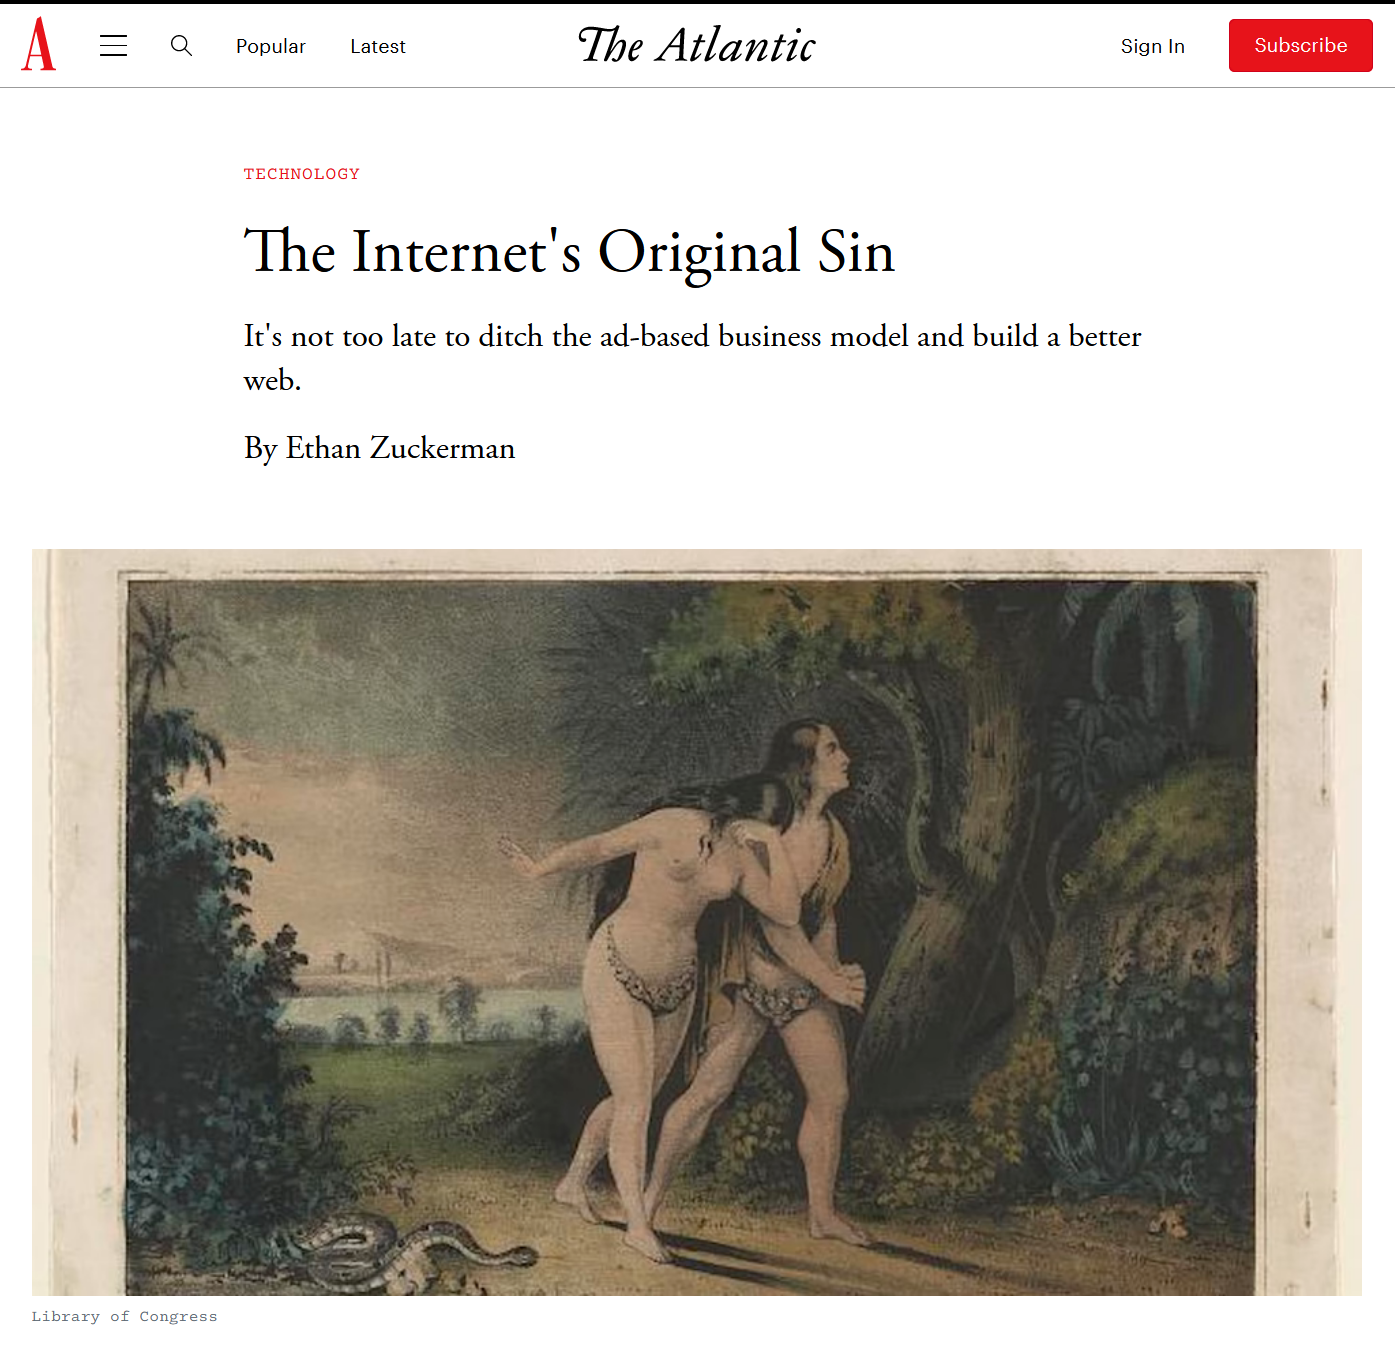 A
Popular
Latest
The Atlantic
Sign In
Subscribe
TECHNOLOGY
The Internet's Original Sin
It's not too late to ditch the ad-based business model and build a better
web.
By Ethan Zuckerman
Library of Congress